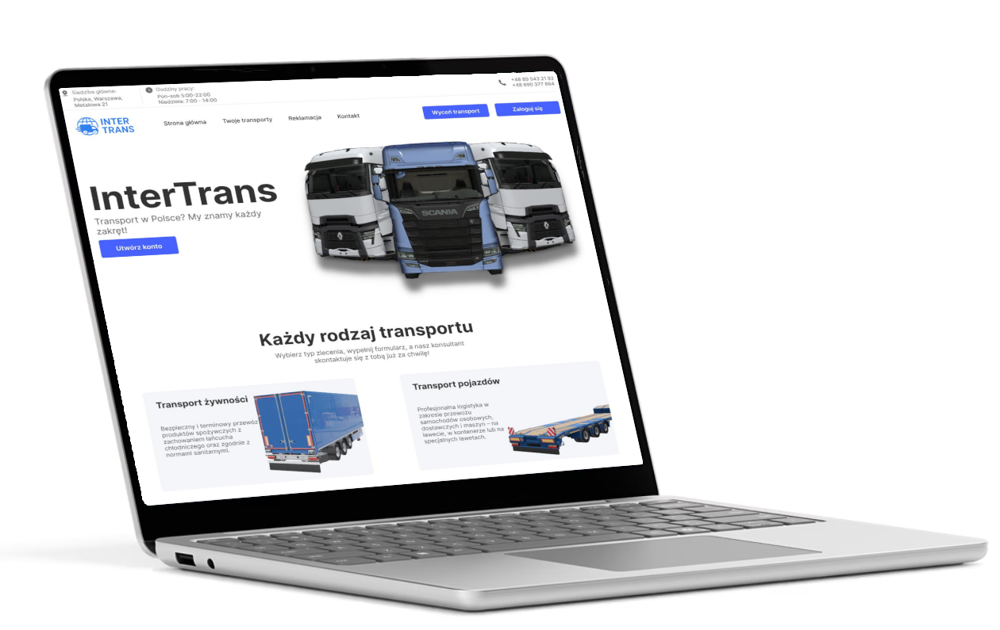 Siedziba główna:
Polska, Warszawa,
Metalowa 21
Godziny pracy:
Pon-sob 5:00-22:00
Niedziela: 7:00 - 14:00
+48 80 543 21 92
+48 690 377 864
INTER
TRANS
Strona główna
Twoje transporty
Reklamacja
Kontakt
Wyceń transport
Zaloguj się
InterTrans
Transport w Polsce? My znamy każdy
zakręt!
Utwórz konto
SCANIA
Każdy rodzaj transportu
Wybierz typ zlecenia, wypełnij formularz, a nasz konsultant
skontaktuje się z tobą już za chwilę!
Transport żywności
Bezpieczny i terminowy przewóz
produktów spożywczych z
zachowaniem łańcucha
chłodniczego oraz zgodnie z
normami sanitarnymi.
Transport pojazdów
Profesjonalna logistyka w
zakresie przewozu
samochodów osobowych,
dostawczych i maszyn – na
lawecie, w kontenerze lub na
specjalnych lawetach.